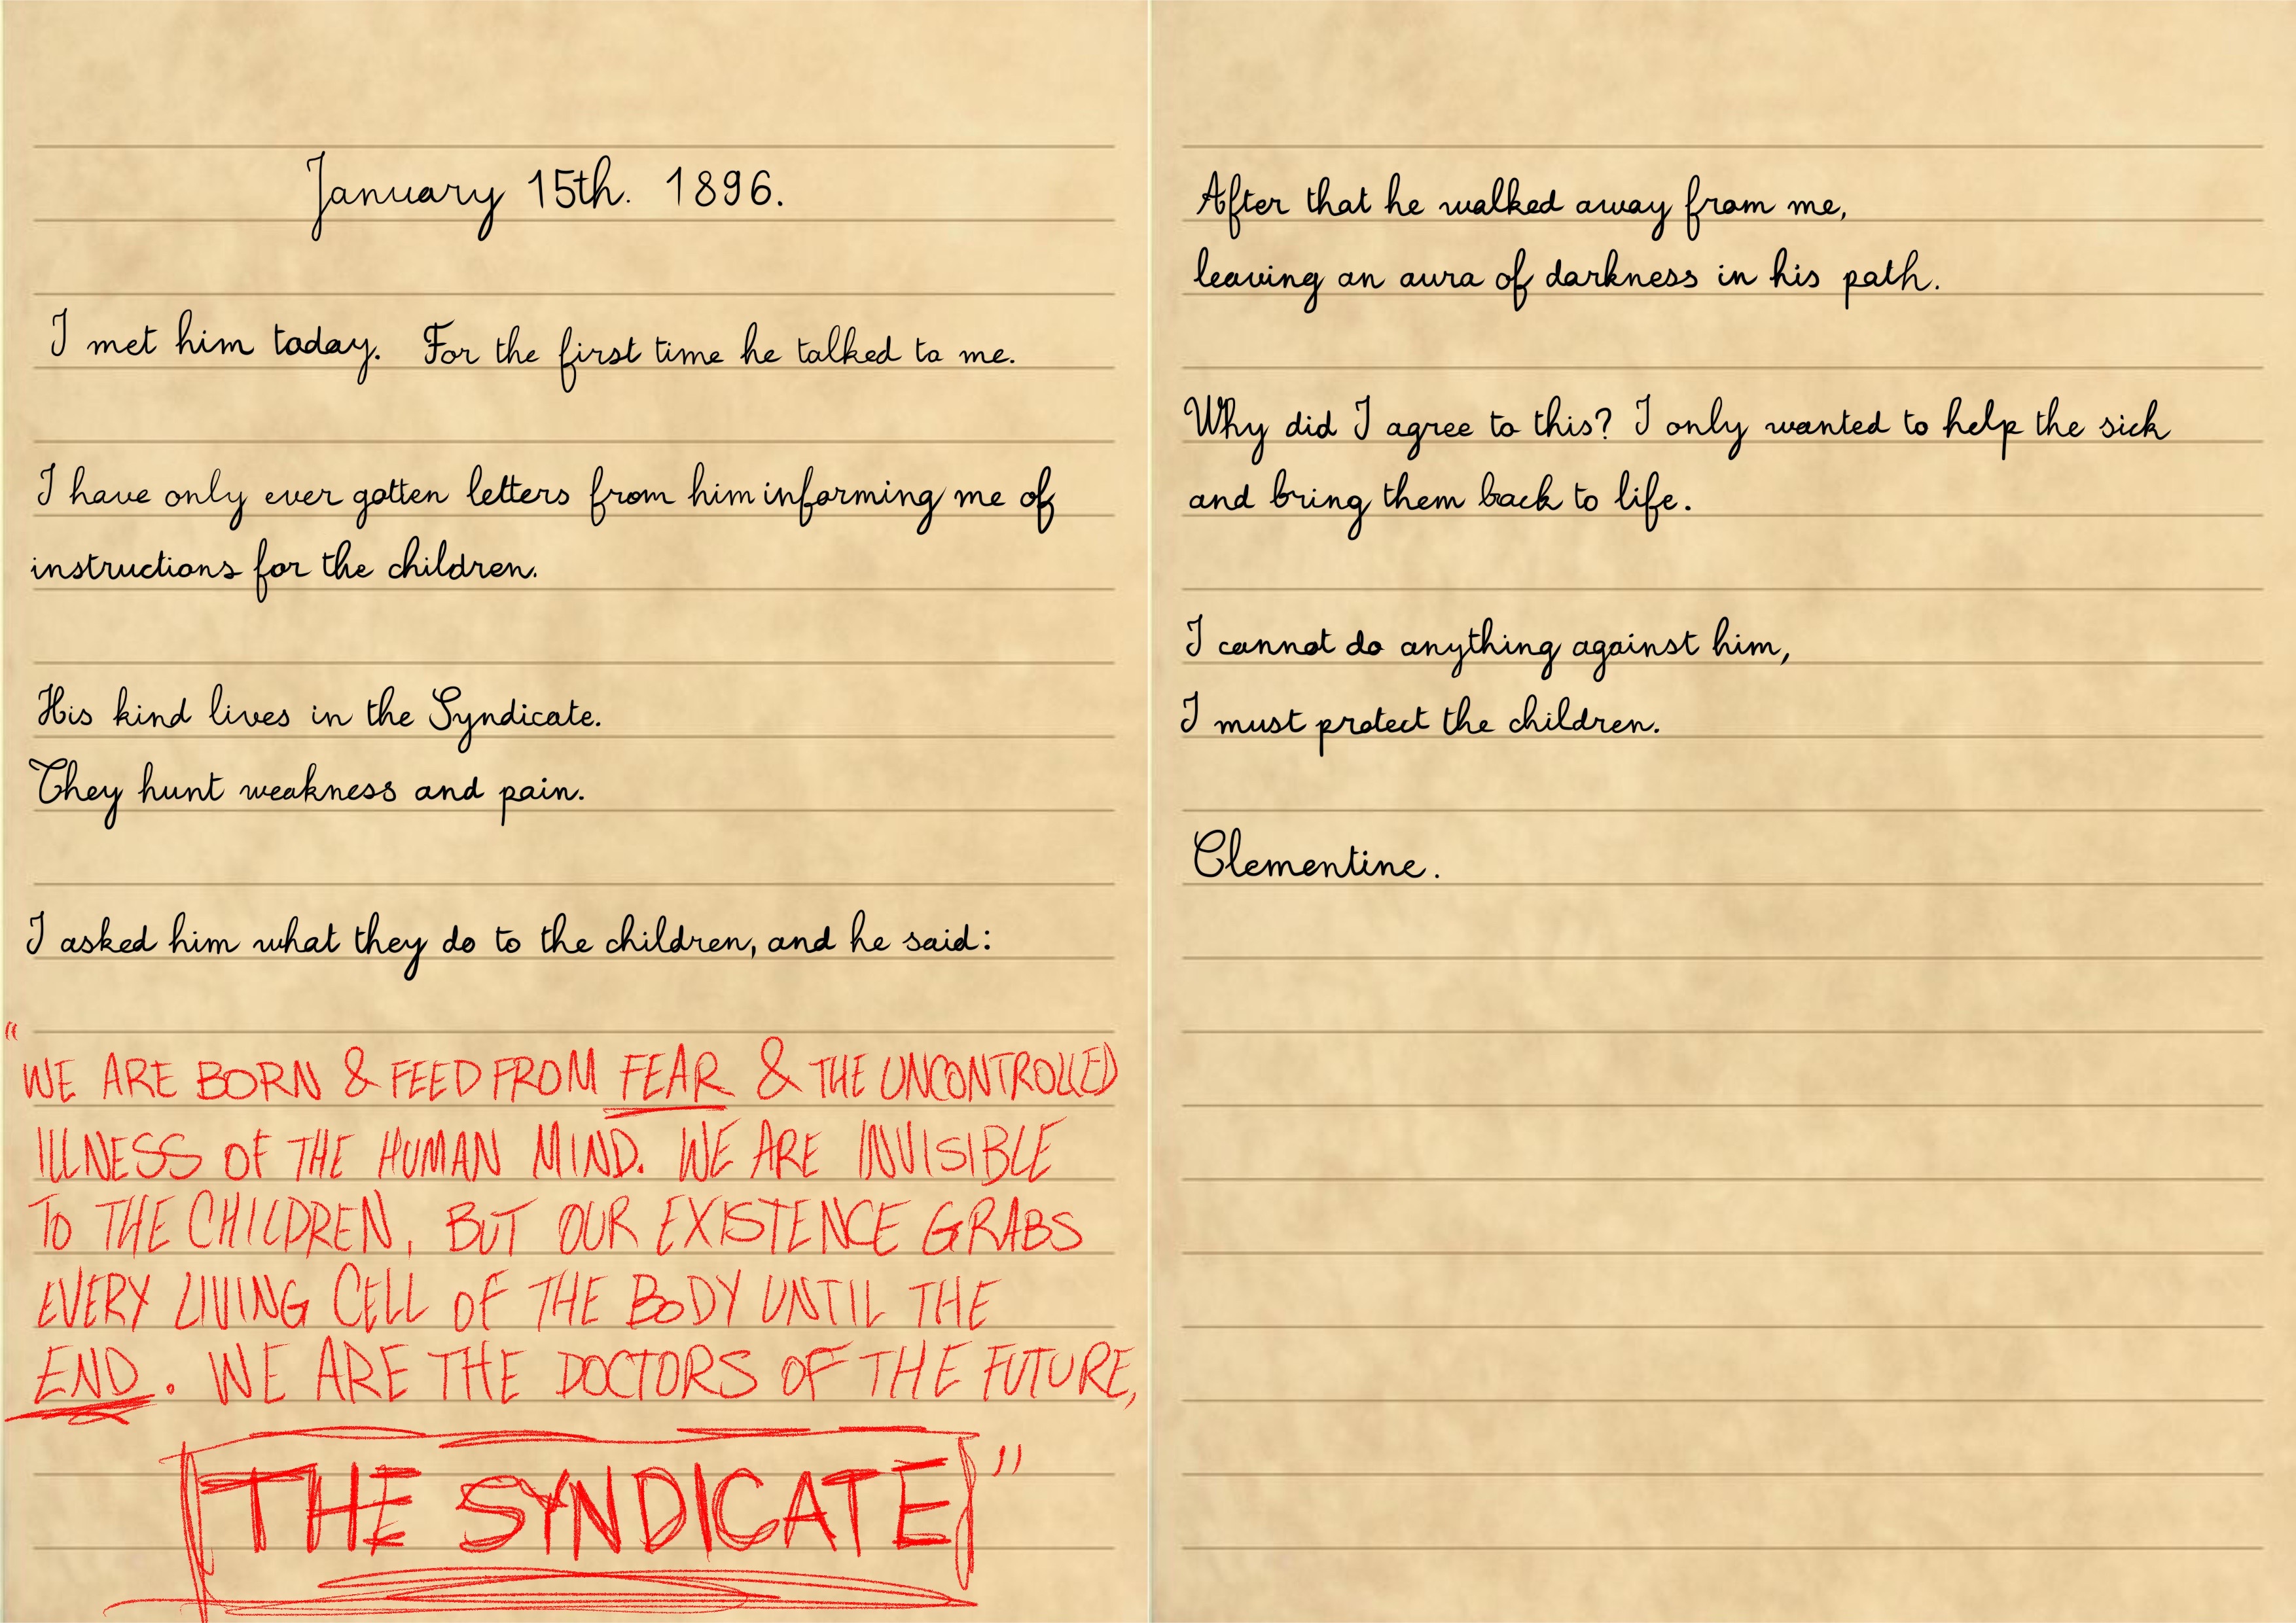 January 15th. 1896.
I met him today. For the first time he talked to me.
I have only ever gotten letters from him informing me of
instructions for the children.
His kind lives in the Syndicate.
They hunt weakness and pain.
I asked him what they do to the children, and he said:
"WE ARE BORN & FEED FROM FEAR & THE UNCONTROLLED
ILLNESS OF THE HUMAN MIND. WE ARE INVISIBLE
TO THE CHILDREN, BUT OUR EXISTENCE GRABS
EVERY LIVING CELL OF THE BODY UNTIL THE
END. WE ARE THE DOCTORS OF THE FUTURE,
THE SYNDICATE"
After that he walked away from me,
leaving an aura of darkness in his path.
Why did I agree to this? I only wanted to help the sick
and bring them back to life.
I cannot do anything against him,
I must protect the children.
Clementine.